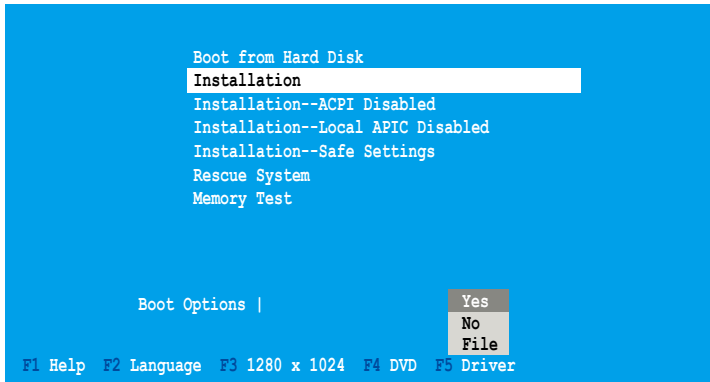 Boot from Hard Disk
Installation
Installation--ACPI Disabled
Installation--Local APIC Disabled
Installation--Safe Settings
Rescue System
Memory Test
Boot Options |
Yes
No
File
F1 Help F2 Language F3 1280 x 1024 F4 DVD F5 Driver